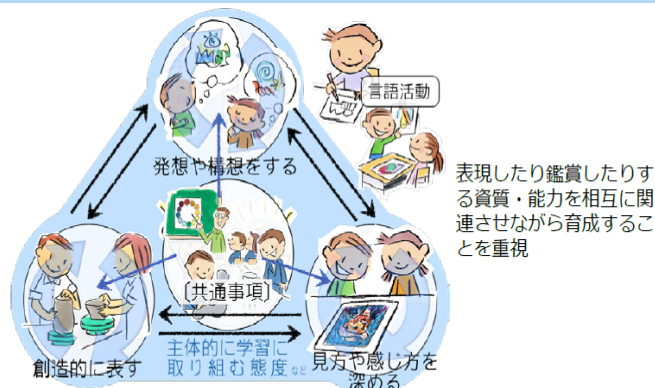 言語活動
発想や構想をする
表現したり鑑賞したりす
る資質・能力を相互に関
連させながら育成するこ
とを重視
〔共通事項〕
創造的に表す
主体的に学習に
取り組む態度など
見方や感じ方を
深める